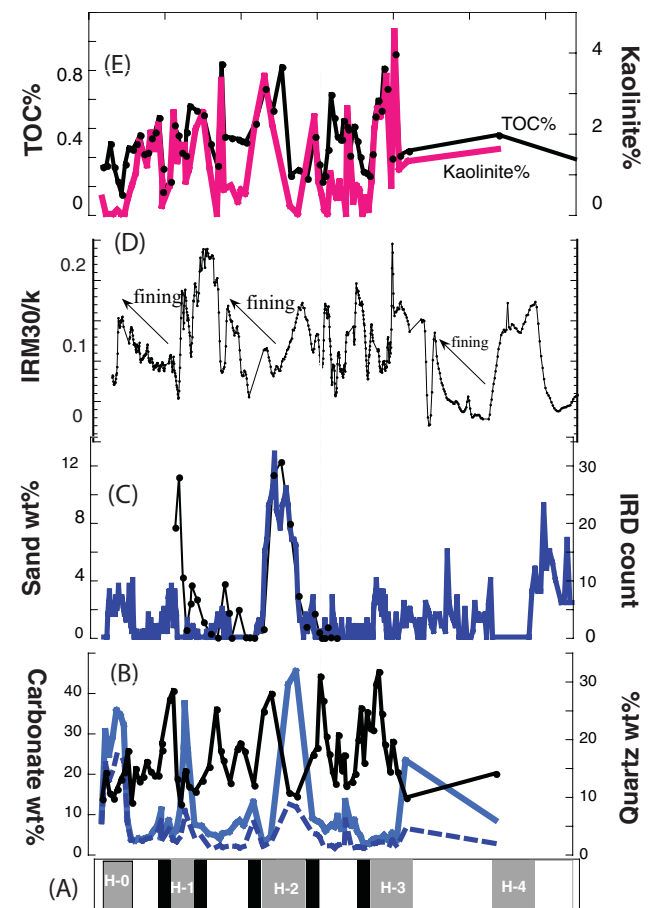 (E)
TOC%
0.8
0.4
0
4
2
0
Kaolinite%
TOC%
Kaolinite%
(D)
IRM30/k
0.2
0.1
0
fining
fining
fining
(C)
Sand wt%
12
8
4
0
30
20
10
0
IRD count
(B)
Carbonate wt%
40
30
20
10
0
30
20
10
0
Quartz wt%
(A)
H-0
H-1
H-2
H-3
H-4